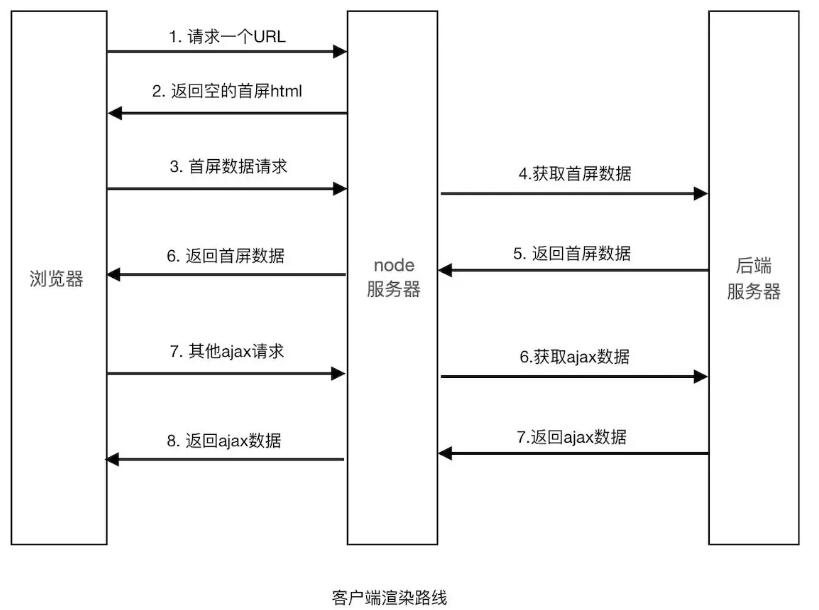 1. 请求一个URL
2. 返回空的首屏html
3. 首屏数据请求
4.获取首屏数据
5. 返回首屏数据
6. 返回首屏数据
浏览器
node
服务器
后端
服务器
7. 其他ajax请求
6.获取ajax数据
8. 返回ajax数据
7.返回ajax数据
客户端渲染路线